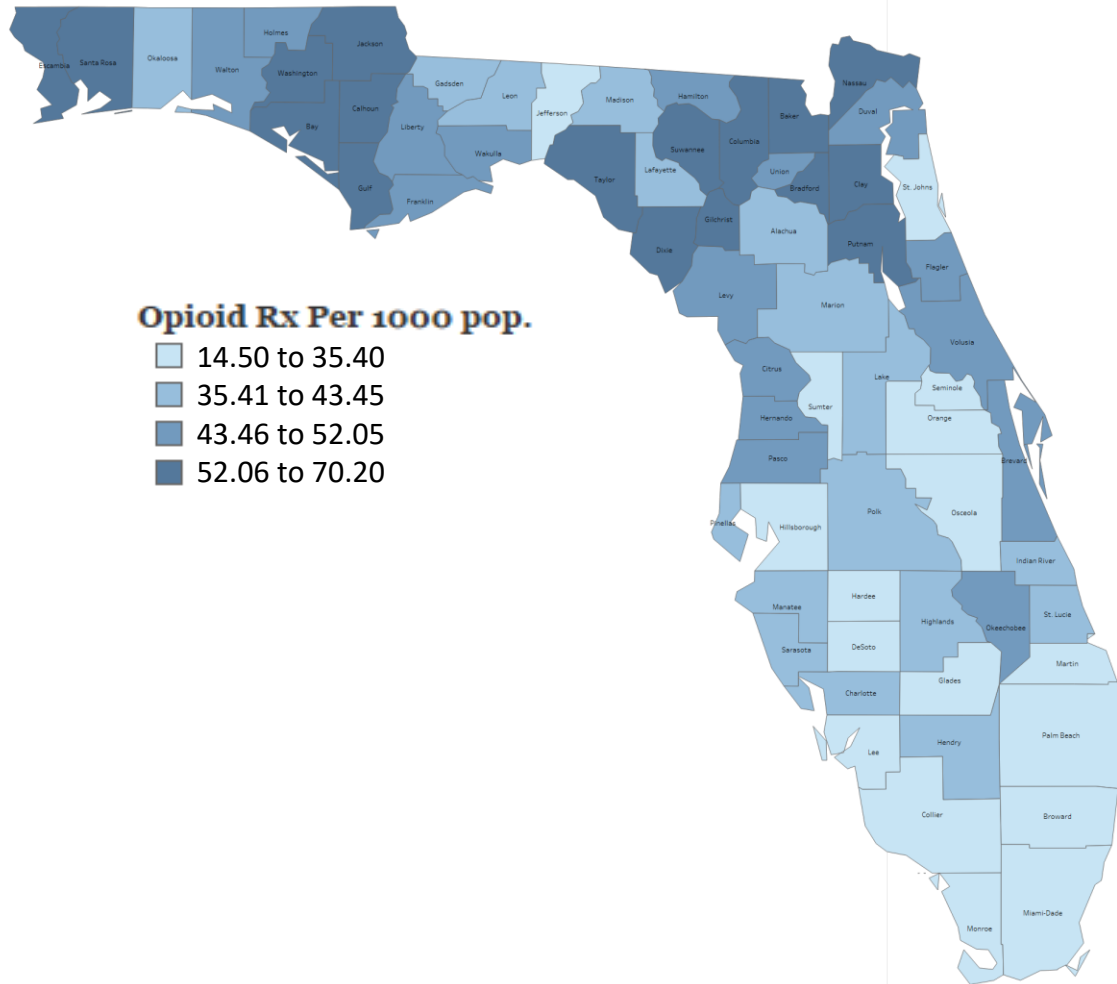 Holmes
Jackson
Escambia
Santa Rosa
Okaloosa
Walton
Washington
Gadsden
Leon
Jefferson
Madison
Hamilton
Nassau
Calhoun
Bay
Liberty
Wakulla
Columbia
Baker
Duval
Suwannee
Lafayette
Union
Taylor
Gulf
Franklin
Bradford
Clay
St. Johns
Gilchrist
Alachua
Dixie
Putnam
Flagler
Levy
Marion
Opioid Rx Per 1000 pop.
14.50 to 35.40
35.41 to 43.45
43.46 to 52.05
52.06 to 70.20
Volusia
Citrus
Lake
Sumter
Seminole
Hernando
Orange
Pasco
Brevard
Pinellas
Hillsborough
Polk
Osceola
Indian River
Manatee
Hardee
Highlands
Okeechobee
St. Lucie
Sarasota
DeSoto
Martin
Glades
Charlotte
Lee
Hendry
Palm Beach
Collier
Broward
Monroe
Miami-Dade